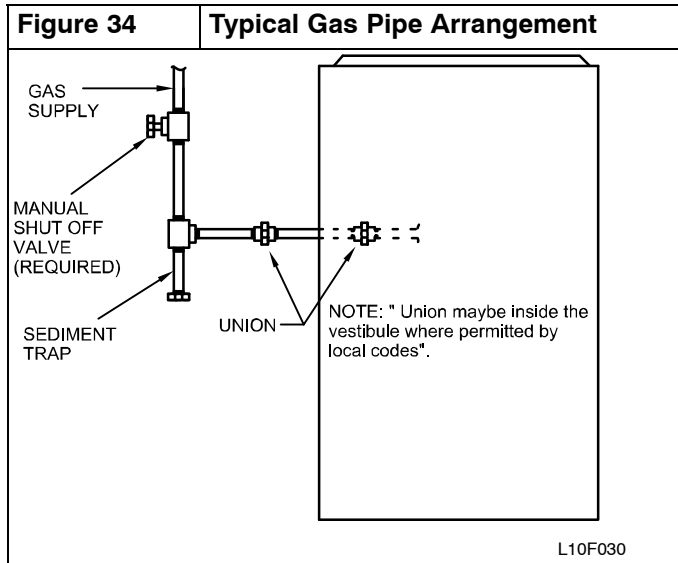 Figure 34
Typical Gas Pipe Arrangement
GAS
SUPPLY
MANUAL
SHUT OFF
VALVE
(REQUIRED)
SEDIMENT
TRAP
UNION
NOTE: " Union maybe inside the
vestibule where permitted by
local codes".
L10F030